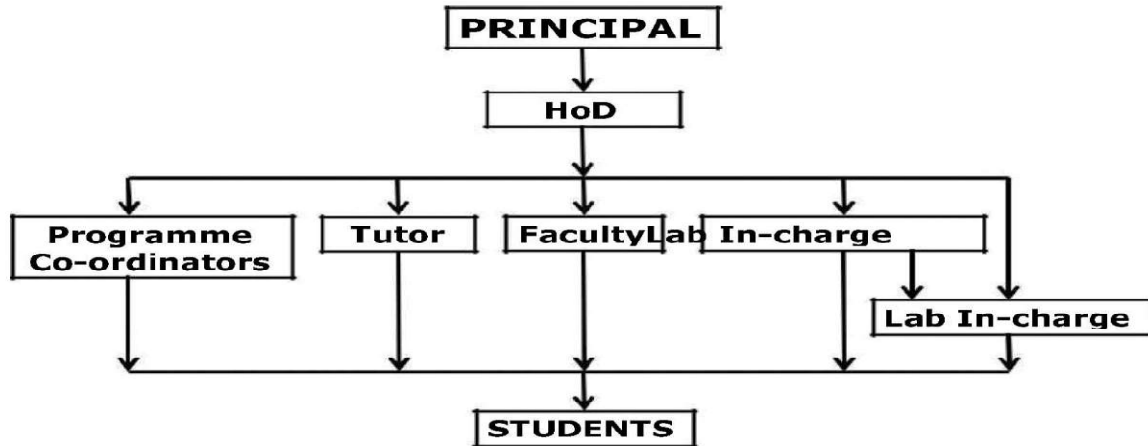 PRINCIPAL
HoD
Programme
Co-ordinators
Tutor
FacultyLab In-charge
Lab In-charge
STUDENTS